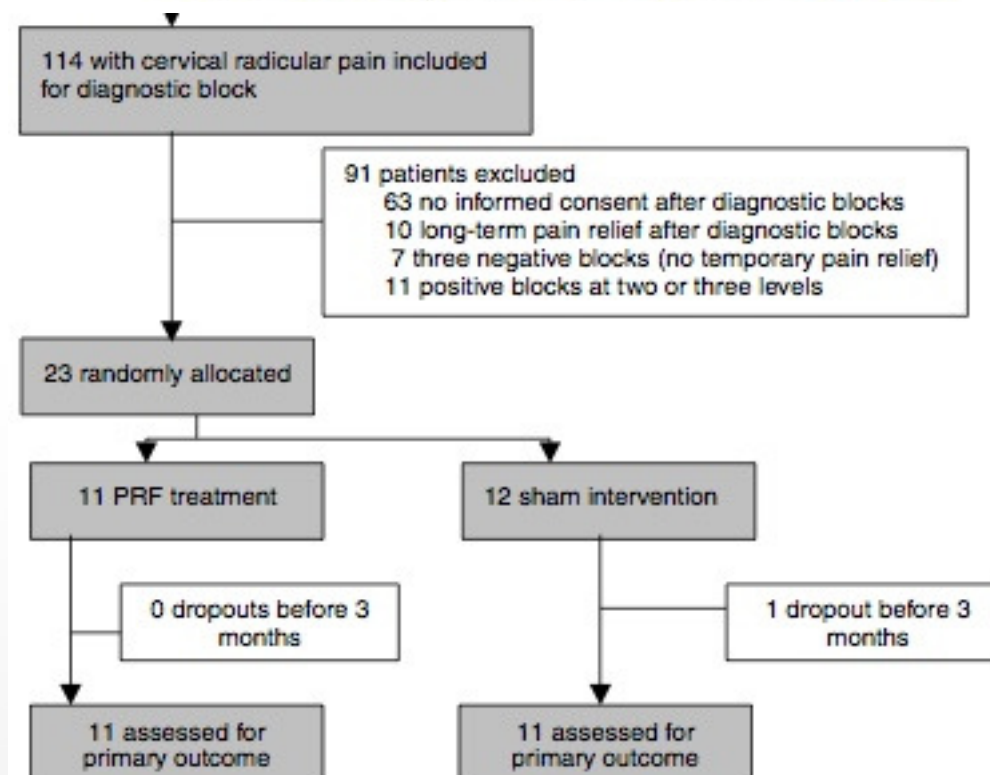 114 with cervical radicular pain included
for diagnostic block
91 patients excluded
63 no informed consent after diagnostic blocks
10 long-term pain relief after diagnostic blocks
7 three negative blocks (no temporary pain relief)
11 positive blocks at two or three levels
23 randomly allocated
11 PRF treatment
12 sham intervention
0 dropouts before 3
months
1 dropout before 3
months
11 assessed for
primary outcome
11 assessed for
primary outcome